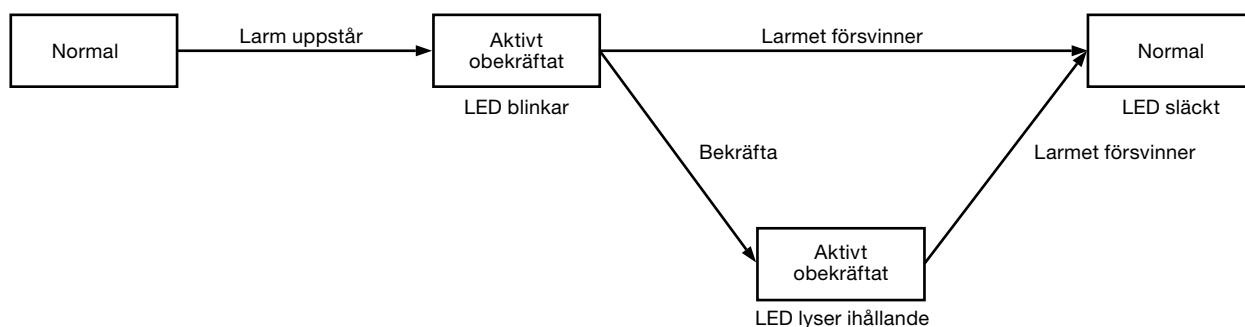 Normal
Larm uppstår
Aktivt
obekräftat
LED blinkar
Larmet försvinner
Normal
LED släckt
Bekräfta
Larmet försvinner
Aktivt
obekräftat
LED lyser ihållande